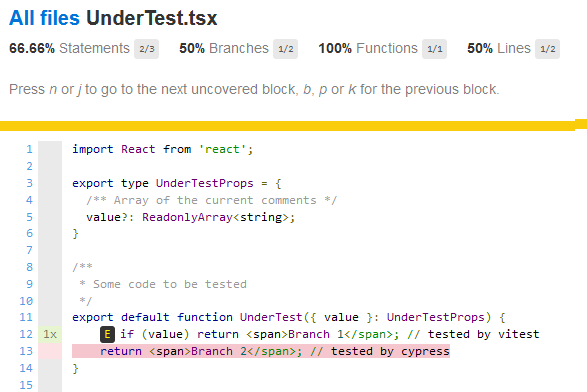 All files UnderTest.tsx
66.66% Statements 2/3 50% Branches 1/2 100% Functions 1/1 50% Lines 1/2
Press n or j to go to the next uncovered block, b, p or k for the previous block.
1 import React from 'react';
2
3 export type UnderTestProps = {
4 /** Array of the current comments */
5 value?: ReadonlyArray<string>;
6 }
7
8 /**
9 * Some code to be tested
10 */
11 export default function UnderTest({ value }: UnderTestProps) {
12 1x E if (value) return <span>Branch 1</span>; // tested by vitest
13 return <span>Branch 2</span>; // tested by cypress
14 }
15